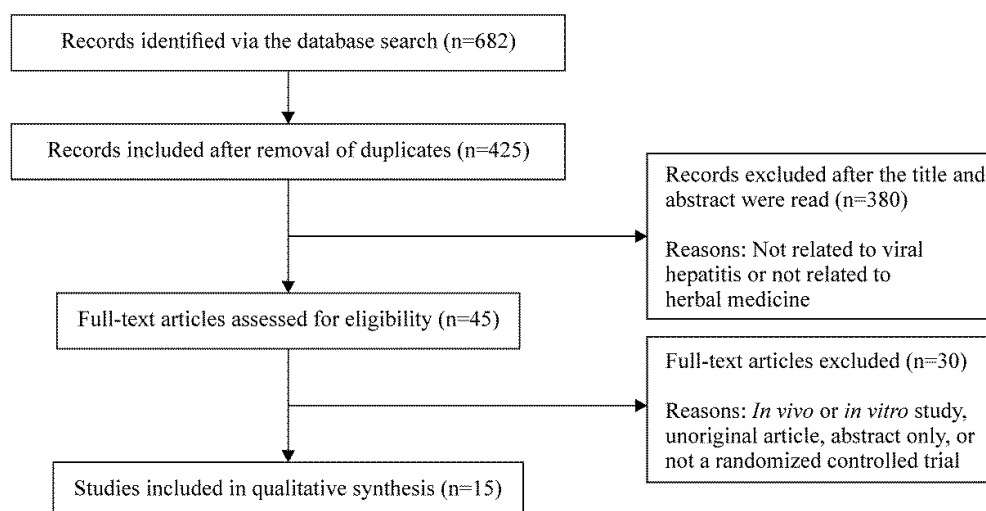 Records identified via the database search (n=682)
Records included after removal of duplicates (n=425)
Records excluded after the title and
abstract were read (n=380)
Reasons: Not related to viral
hepatitis or not related to
herbal medicine
Full-text articles assessed for eligibility (n=45)
Full-text articles excluded (n=30)
Reasons: In vivo or in vitro study,
unoriginal article, abstract only, or
not a randomized controlled trial
Studies included in qualitative synthesis (n=15)